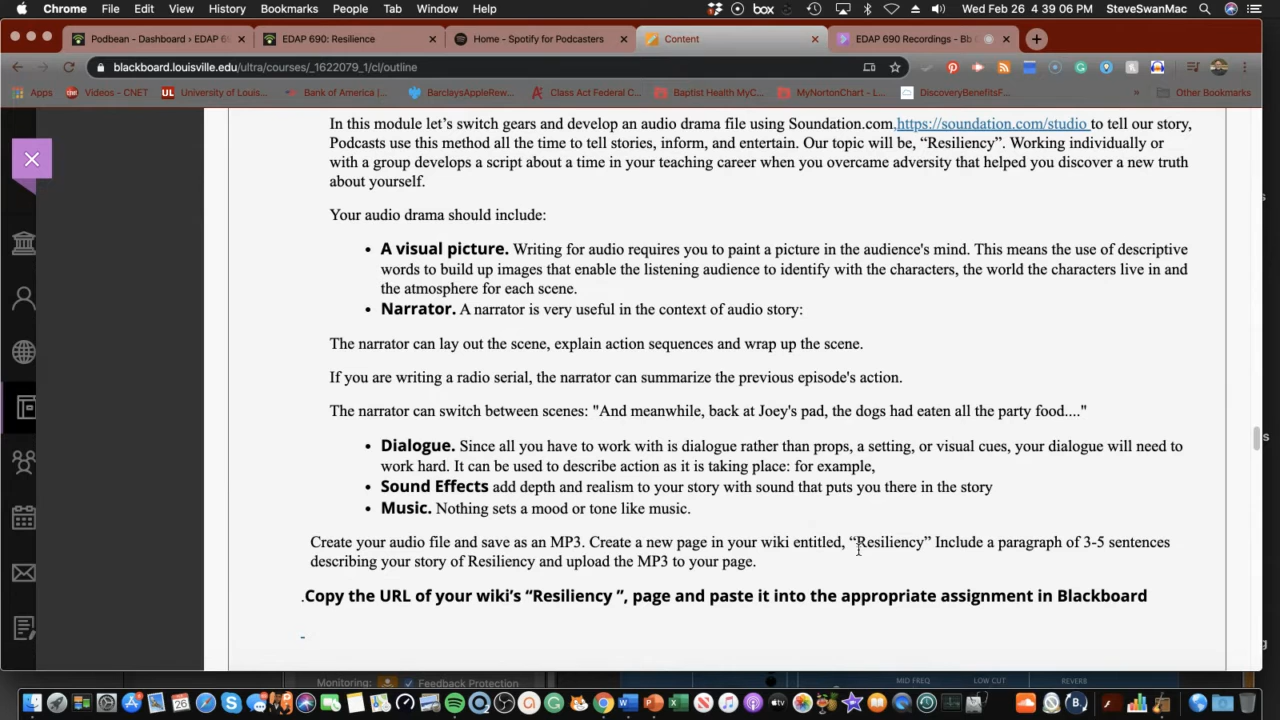 Chrome File Edit View History Bookmarks People Tab Window Help box Wed Feb 26 4:39:06 PM SteveSwanMac
Podbean - Dashboard › EDAP 69 EDAP 690: Resilience Home - Spotify for Podcasters Content EDAP 690 Recordings - Bb
blackboard.louisville.edu/ultra/courses/_1622079_1/cl/outline
Apps Videos - CNET University of Louis... Bank of America |... BarclaysAppleRew... Class Act Federal C... Baptist Health MyC... MyNortonChart - L... DiscoveryBenefitsF... » Other Bookmarks
In this module let’s switch gears and develop an audio drama file using Soundation.com,https://soundation.com/studio to tell our story,
Podcasts use this method all the time to tell stories, inform, and entertain. Our topic will be, “Resiliency”. Working individually or
with a group develops a script about a time in your teaching career when you overcame adversity that helped you discover a new truth
about yourself.
Your audio drama should include:
• A visual picture. Writing for audio requires you to paint a picture in the audience's mind. This means the use of descriptive
words to build up images that enable the listening audience to identify with the characters, the world the characters live in and
the atmosphere for each scene.
• Narrator. A narrator is very useful in the context of audio story:
The narrator can lay out the scene, explain action sequences and wrap up the scene.
If you are writing a radio serial, the narrator can summarize the previous episode's action.
The narrator can switch between scenes: "And meanwhile, back at Joey's pad, the dogs had eaten all the party food...."
• Dialogue. Since all you have to work with is dialogue rather than props, a setting, or visual cues, your dialogue will need to
work hard. It can be used to describe action as it is taking place: for example,
• Sound Effects add depth and realism to your story with sound that puts you there in the story
• Music. Nothing sets a mood or tone like music.
Create your audio file and save as an MP3. Create a new page in your wiki entitled, “Resiliency” Include a paragraph of 3-5 sentences
describing your story of Resiliency and upload the MP3 to your page.
.Copy the URL of your wiki’s “Resiliency ”, page and paste it into the appropriate assignment in Blackboard
Monitoring: Feedback Protection MID FREQ LOW CUT REVERB